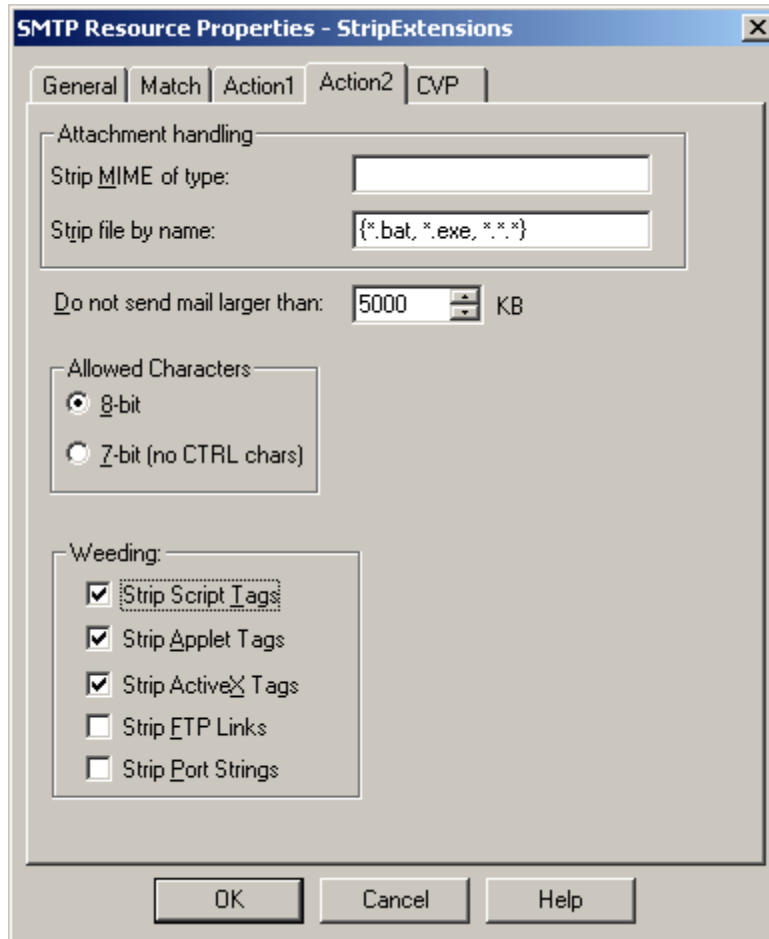 SMTP Resource Properties - StripExtensions
General Match Action1 Action2 CVP
Attachment handling
Strip MIME of type:
Strip file by name: {*.bat, *.exe, *.*.*}
Do not send mail larger than: 5000 KB
Allowed Characters
8-bit
7-bit (no CTRL chars)
Weeding:
Strip Script Tags
Strip Applet Tags
Strip ActiveX Tags
Strip FTP Links
Strip Port Strings
OK Cancel Help